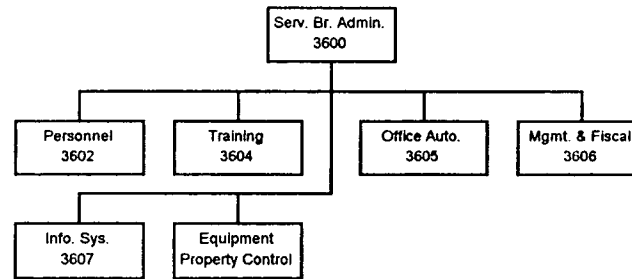 Serv. Br. Admin.
3600
Personnel
3602
Training
3604
Office Auto.
3605
Mgmt. & Fiscal
3606
Info. Sys.
3607
Equipment
Property Control